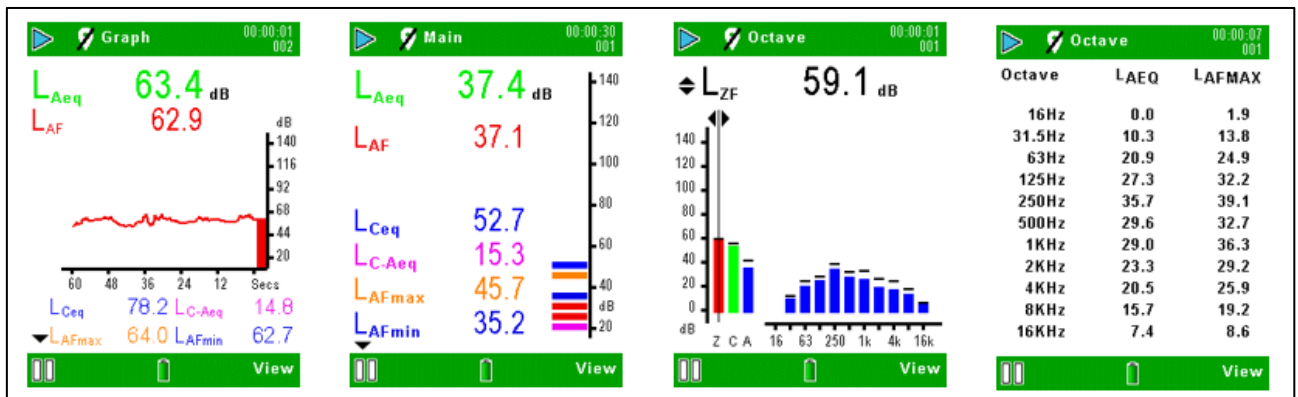 Graph 00:00:01
002
LAeq 63.4 dB
LAF 62.9
dB
140
116
92
68
44
20
60 48 36 24 12 Secs
LCeq 78.2 LC-Aeq 14.8
LAFmax 64.0 LAFmin 62.7
View
Main 00:00:30
001
LAeq 37.4 dB
LAF 37.1
LCeq 52.7
LC-Aeq 15.3
LAFmax 45.7
LAFmin 35.2
140
120
100
80
60
40
dB
20
View
Octave 00:00:01
001
LZF 59.1 dB
140
120
100
80
60
40
20
0
dB
Z C A 16 63 250 1k 4k 16k
View
Octave 00:00:07
001
Octave LAEQ LAFMAX
16Hz 0.0 1.9
31.5Hz 10.3 13.8
63Hz 20.9 24.9
125Hz 27.3 32.2
250Hz 35.7 39.1
500Hz 29.6 32.7
1KHz 29.0 36.3
2KHz 23.3 29.2
4KHz 20.5 25.9
8KHz 15.7 19.2
16KHz 7.4 8.6
View